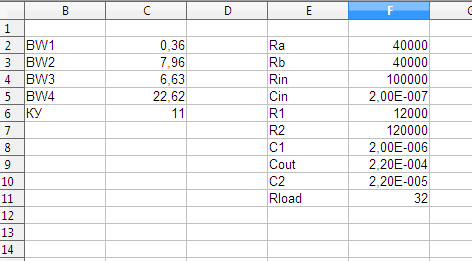 B C D E F
1
2 BW1 0,36 Ra 40000
3 BW2 7,96 Rb 40000
4 BW3 6,63 Rin 100000
5 BW4 22,62 Cin 2,00E-007
6 КУ 11 R1 12000
7 R2 120000
8 C1 2,00E-006
9 Cout 2,20E-004
10 C2 2,20E-005
11 Rload 32
12
13
14